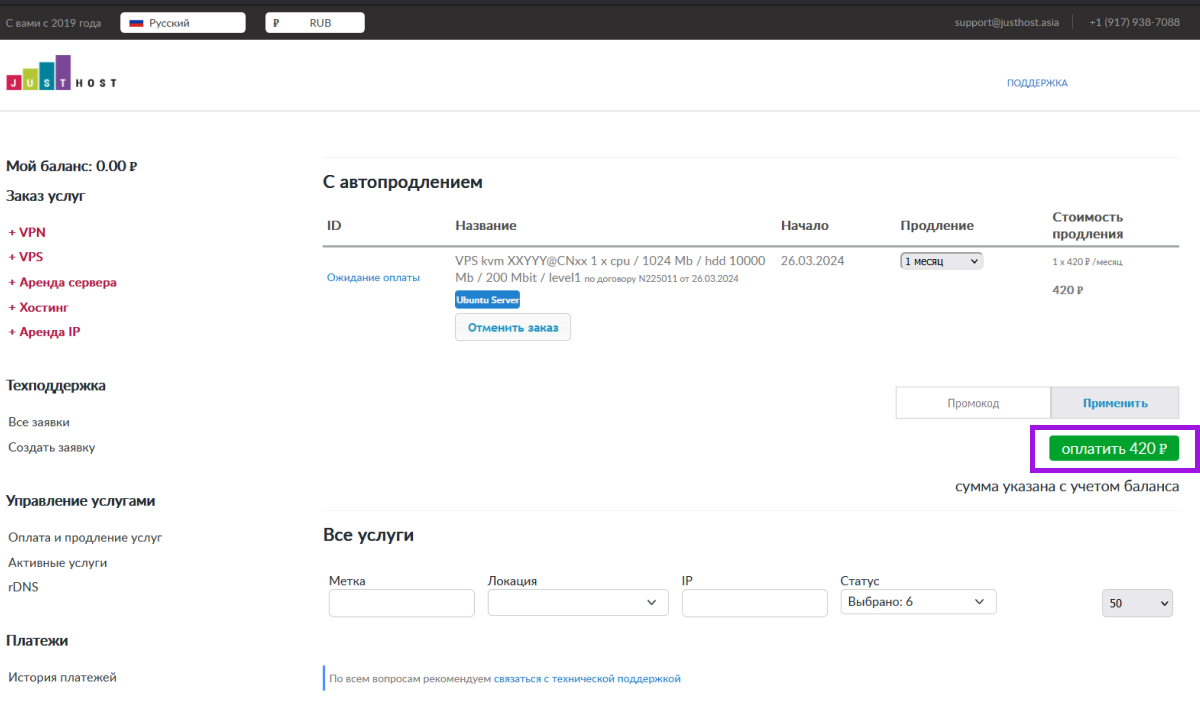 С вами с 2019 года
Русский
₽ RUB
support@justhost.asia
+1 (917) 938-7088
JUST HOST
ПОДДЕРЖКА
Мой баланс: 0.00 ₽
Заказ услуг
+ VPN
+ VPS
+ Аренда сервера
+ Хостинг
+ Аренда IP
Техподдержка
Все заявки
Создать заявку
Управление услугами
Оплата и продление услуг
Активные услуги
rDNS
Платежи
История платежей
С автопродлением
ID
Название
Начало
Продление
Стоимость
продления
Ожидание оплаты
VPS kvm XXYYY@CNxx 1 x cpu / 1024 Mb / hdd 10000
Mb / 200 Mbit / level1 по договору N225011 от 26.03.2024
Ubuntu Server
Отменить заказ
26.03.2024
1 месяц
1 x 420 ₽ /месяц
420 ₽
Промокод
Применить
оплатить 420 ₽
сумма указана с учетом баланса
Все услуги
Метка
Локация
IP
Статус
Выбрано: 6
50
По всем вопросам рекомендуем связаться с технической поддержкой